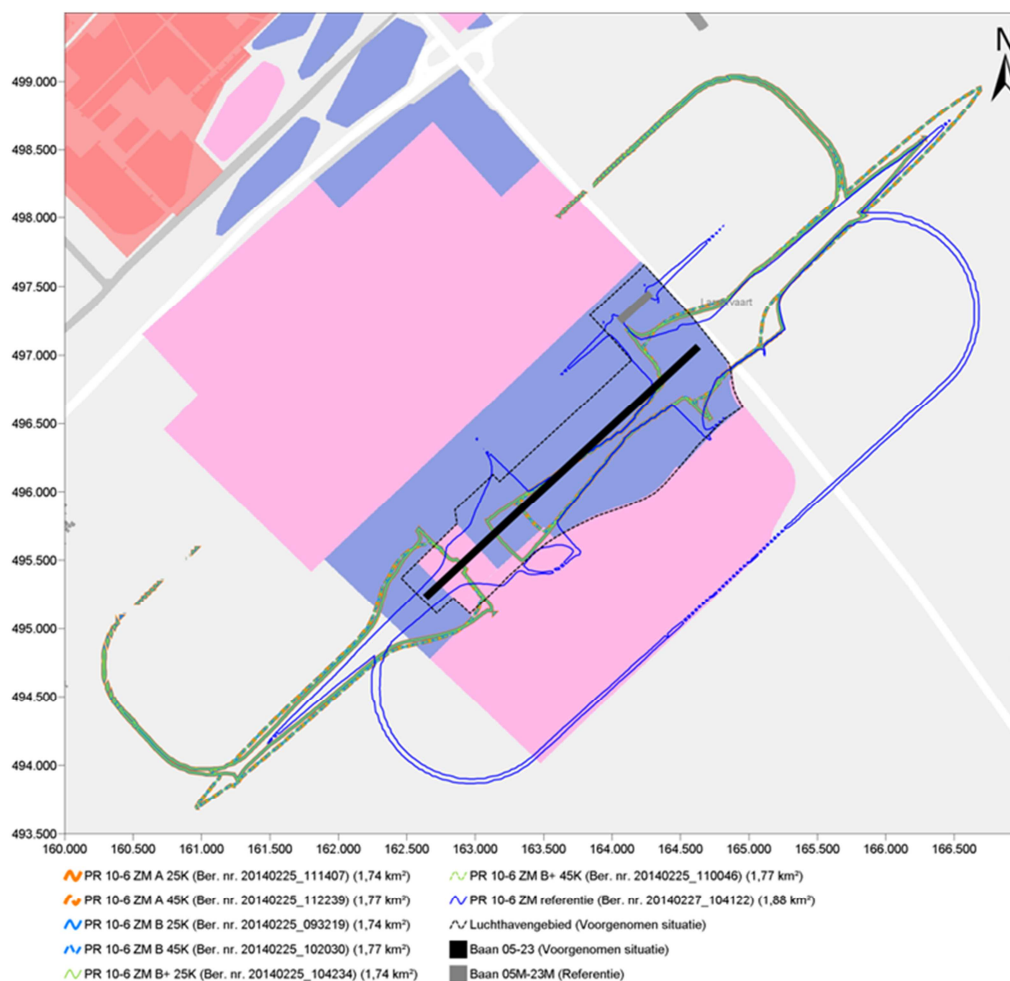 N
499.000
498.500
498.000
497.500
497.000
496.500
496.000
495.500
495.000
494.500
494.000
493.500
160.000 160.500 161.000 161.500 162.000 162.500 163.000 163.500 164.000 164.500 165.000 165.500 166.000 166.500
PR 10-6 ZM A 25K (Ber. nr. 20140225_111407) (1,74 km²)
PR 10-6 ZM A 45K (Ber. nr. 20140225_112239) (1,77 km²)
PR 10-6 ZM B 25K (Ber. nr. 20140225_093219) (1,74 km²)
PR 10-6 ZM B 45K (Ber. nr. 20140225_102030) (1,77 km²)
PR 10-6 ZM B+ 25K (Ber. nr. 20140225_104234) (1,74 km²)
PR 10-6 ZM B+ 45K (Ber. nr. 20140225_110046) (1,77 km²)
PR 10-6 ZM referentie (Ber. nr. 20140227_104122) (1,88 km²)
Luchthavengebied (Voorgenomen situatie)
Baan 05-23 (Voorgenomen situatie)
Baan 05M-23M (Referentie)